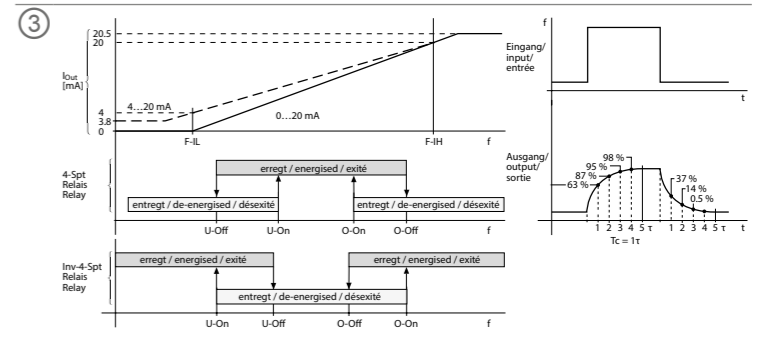 3
20.5
20
I Out
[mA]
4
3.8
0
4…20 mA
0…20 mA
F-IL
F-IH
f
4-Spt
Relais
Relay
erregt / energised / exité
entregt / de-energised / désexité
entregt / de-energised / désexité
U-Off
U-On
O-On
O-Off
f
Inv-4-Spt
Relais
Relay
erregt / energised / exité
erregt / energised / exité
entregt / de-energised / désexité
U-On
U-Off
O-Off
O-On
f
f
Eingang/
input/
entrée
t
Ausgang/
output/
sortie
98 %
95 %
87 %
63 %
37 %
14 %
0.5 %
1 2 3 4 5 τ
1 2 3 4 5 τ
t
Tc = 1τ